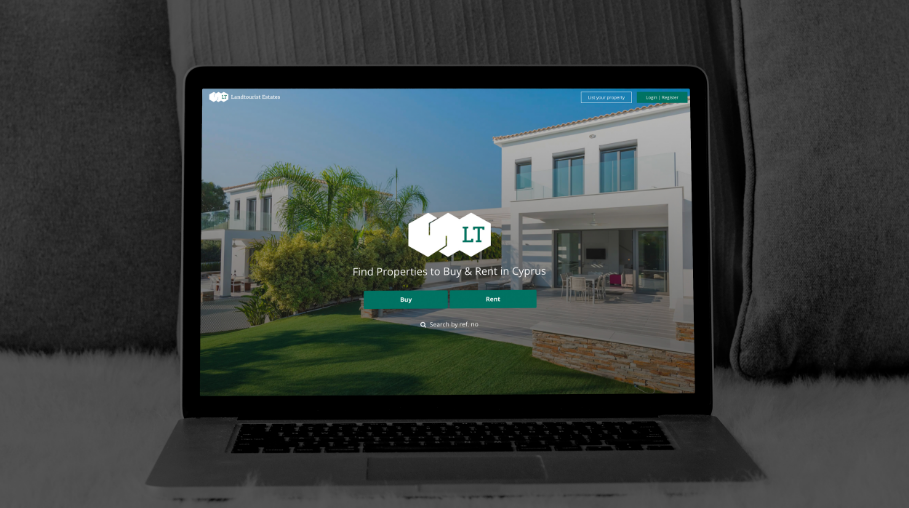 LT Landtourist Estates
List your property
Login | Register
LT
Find Properties to Buy & Rent in Cyprus
Buy
Rent
Search by ref. no